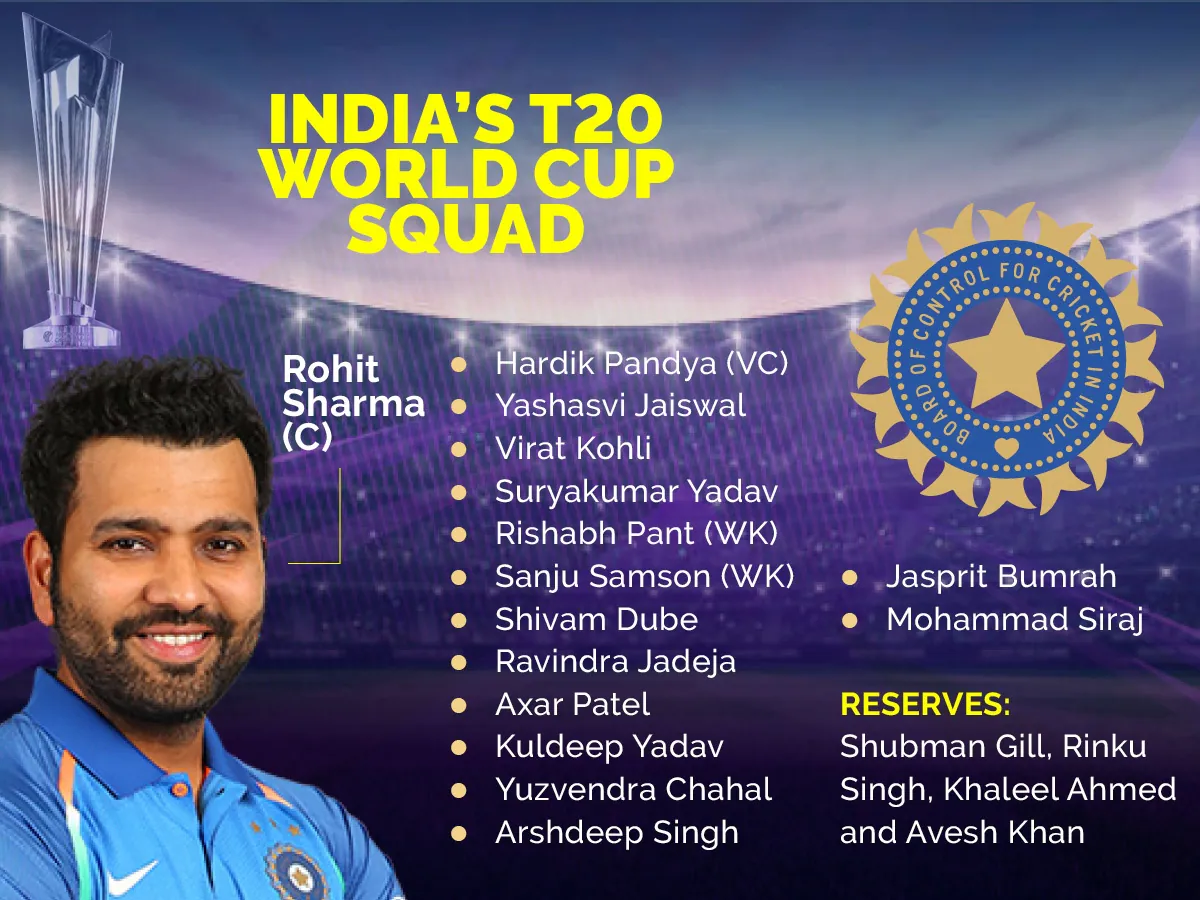 INDIA'S T20
WORLD CUP
SQUAD
Rohit
Sharma
(C)
Hardik Pandya (VC)
Yashasvi Jaiswal
Virat Kohli
Suryakumar Yadav
Rishabh Pant (WK)
Sanju Samson (WK)
Shivam Dube
Ravindra Jadeja
Axar Patel
Kuldeep Yadav
Yuzvendra Chahal
Arshdeep Singh
BOARD OF CONTROL FOR CRICKET IN INDIA
Jasprit Bumrah
Mohammad Siraj
RESERVES:
Shubman Gill, Rinku
Singh, Khaleel Ahmed
and Avesh Khan